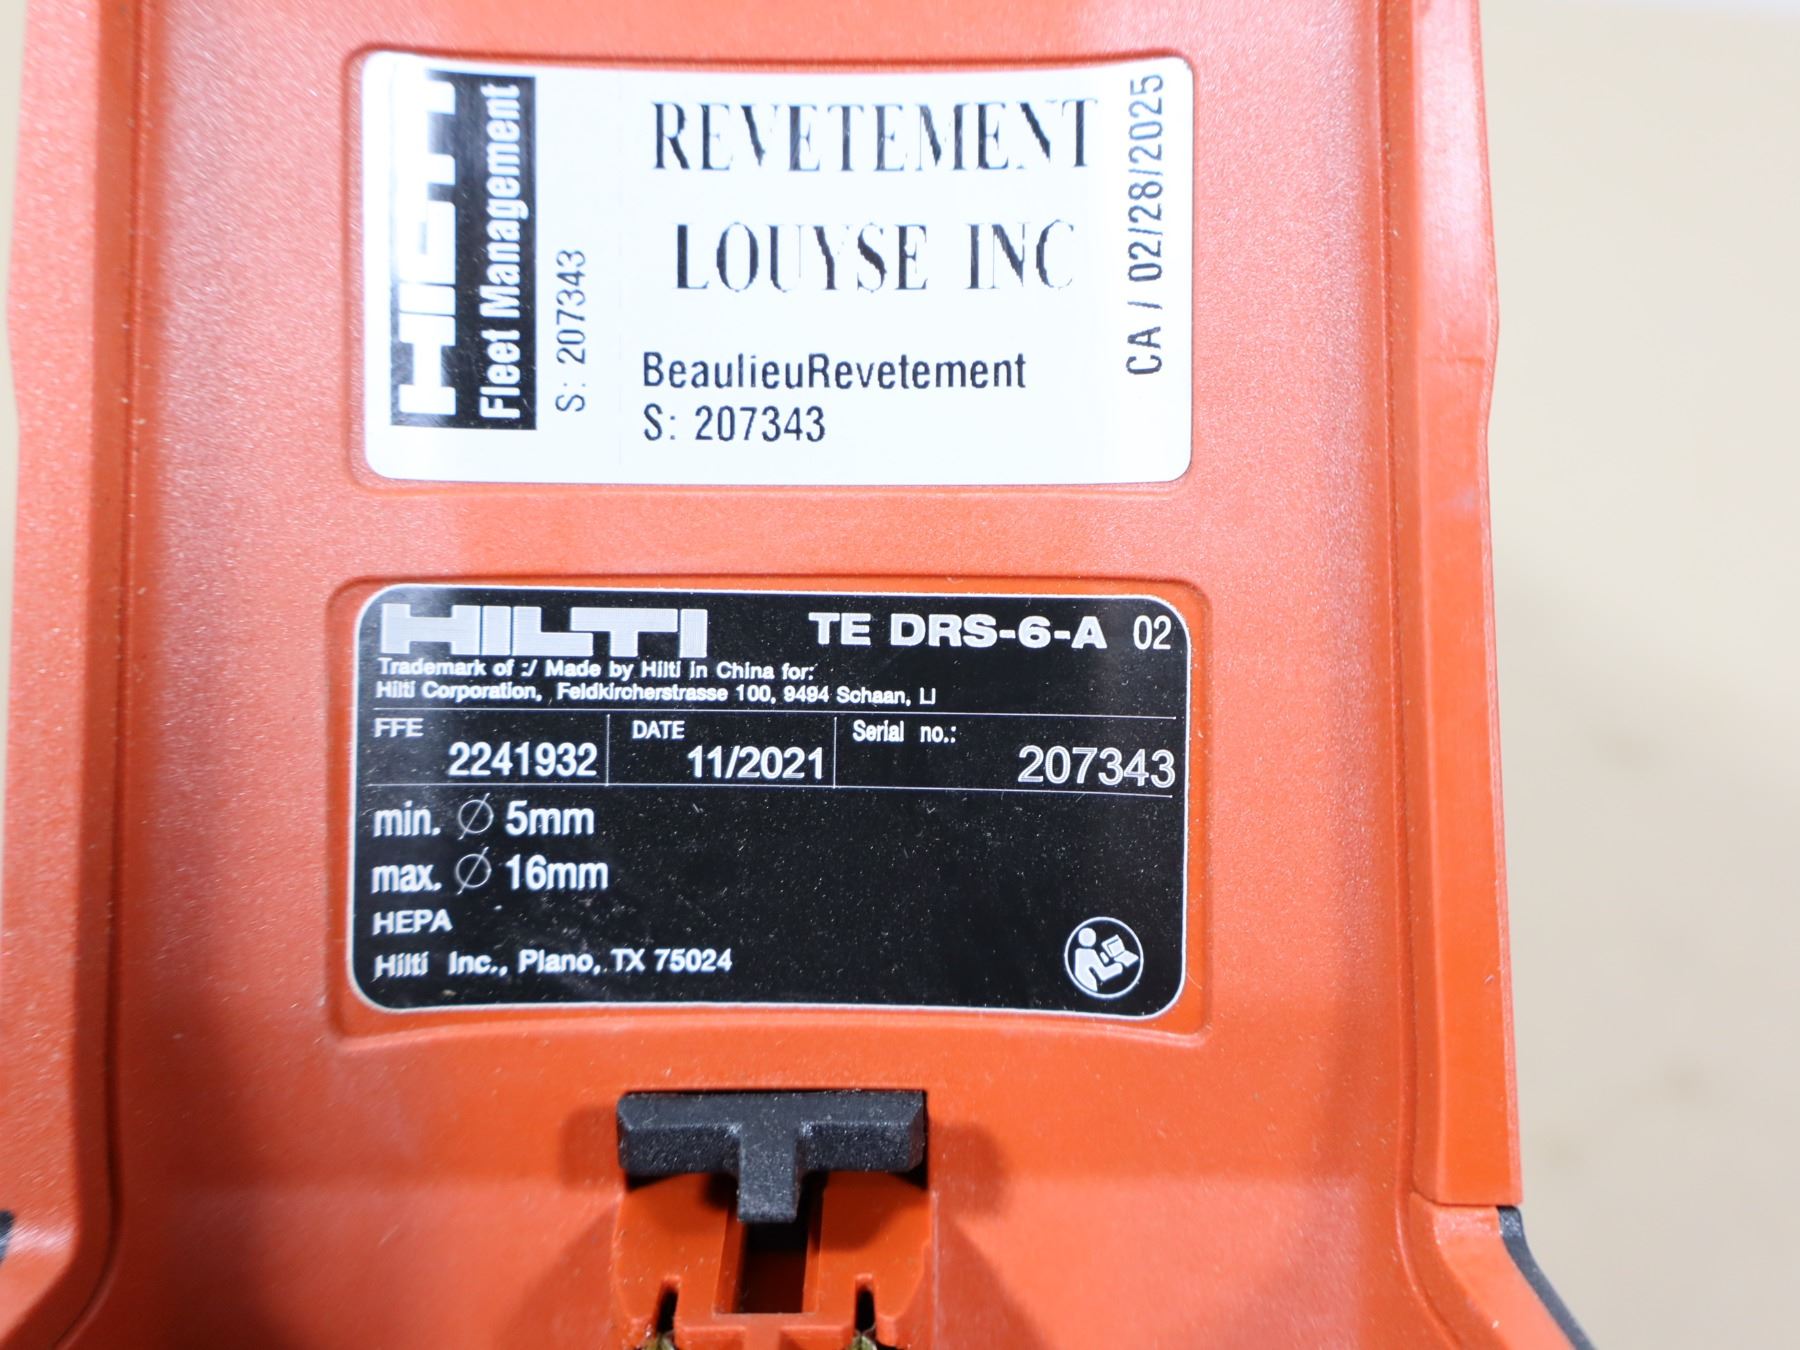 HILTI
Fleet Management
S: 207343
REVETEMENT
LOUYSE INC
BeaulieuRevetement
S: 207343
CA / 02/28/2025
HILTI TE DRS-6-A 02
Trademark of :/ Made by Hilti in China for:
Hilti Corporation, Feldkircherstrasse 100, 9494 Schaan, LI
FFE DATE Serial no.:
2241932 11/2021 207343
min. ∅ 5mm
max. ∅ 16mm
HEPA
Hilti Inc., Plano, TX 75024